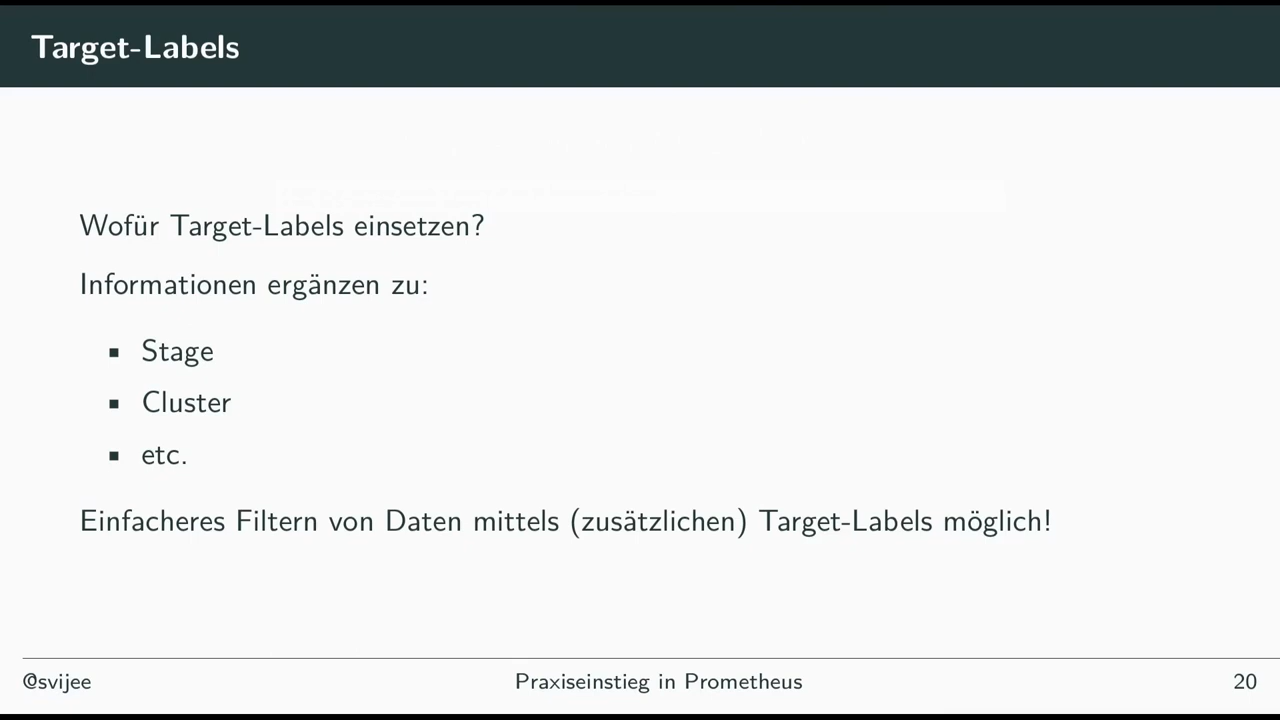 Target-Labels
Wofür Target-Labels einsetzen?
Informationen ergänzen zu:
▪ Stage
▪ Cluster
▪ etc.
Einfacheres Filtern von Daten mittels (zusätzlichen) Target-Labels möglich!
@svijee
Praxiseinstieg in Prometheus
20